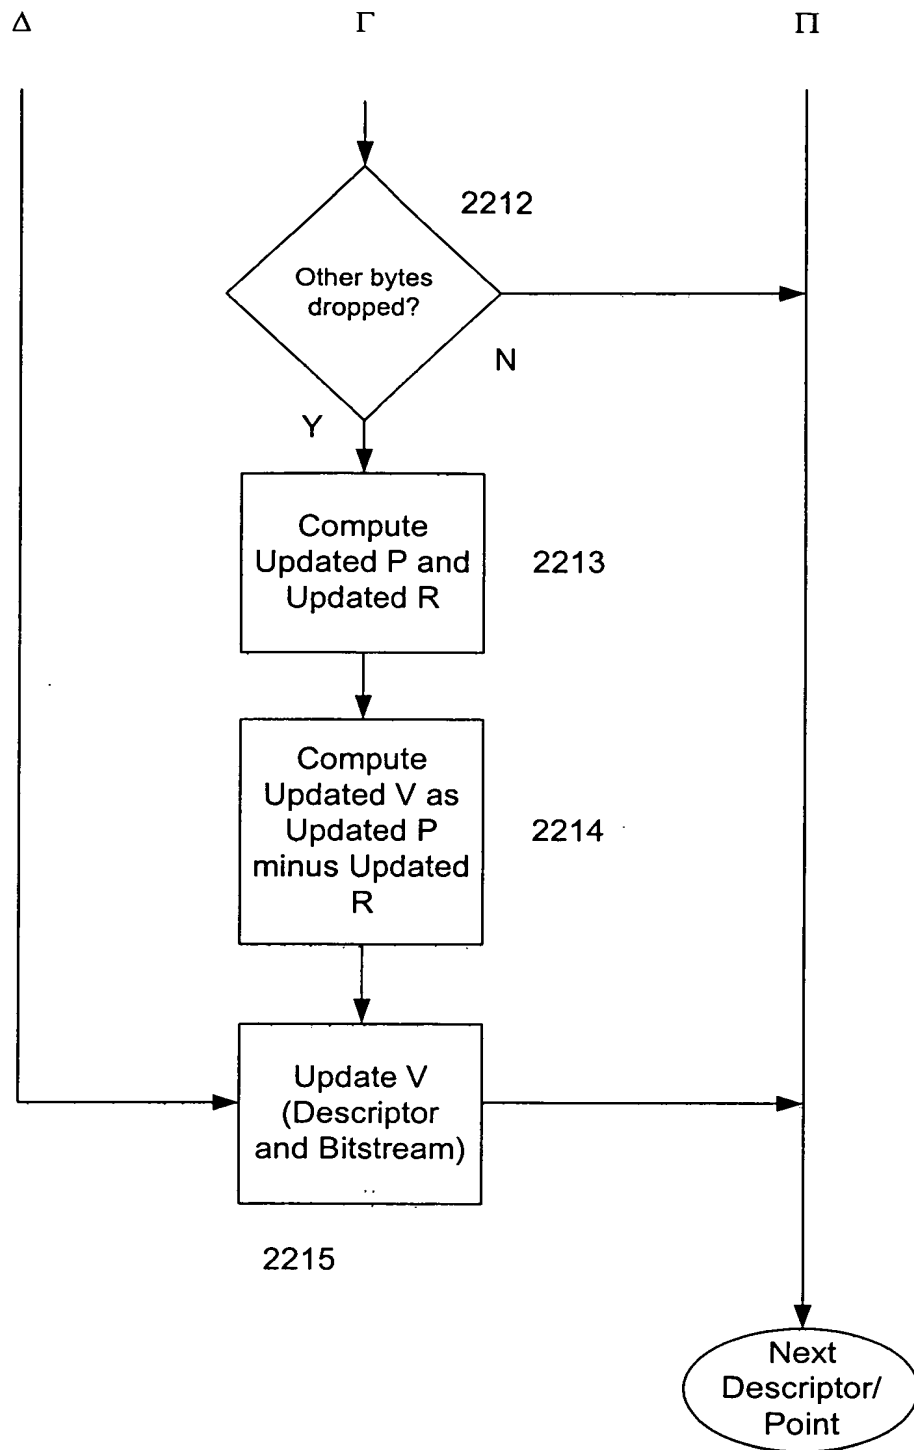 Δ Γ Π
2212
Other bytes
dropped?
N
Y
Compute
Updated P and
Updated R
2213
Compute
Updated V as
Updated P
minus Updated
R
2214
Update V
(Descriptor
and Bitstream)
2215
Next
Descriptor/
Point